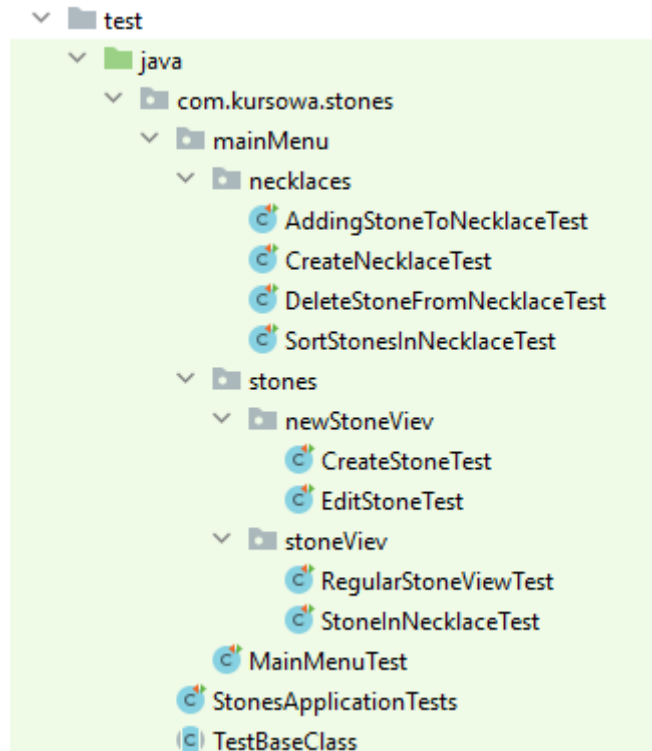 test
java
com.kursowa.stones
mainMenu
necklaces
AddingStoneToNecklaceTest
CreateNecklaceTest
DeleteStoneFromNecklaceTest
SortStonesInNecklaceTest
stones
newStoneViev
CreateStoneTest
EditStoneTest
stoneViev
RegularStoneViewTest
StoneInNecklaceTest
MainMenuTest
StonesApplicationTests
TestBaseClass